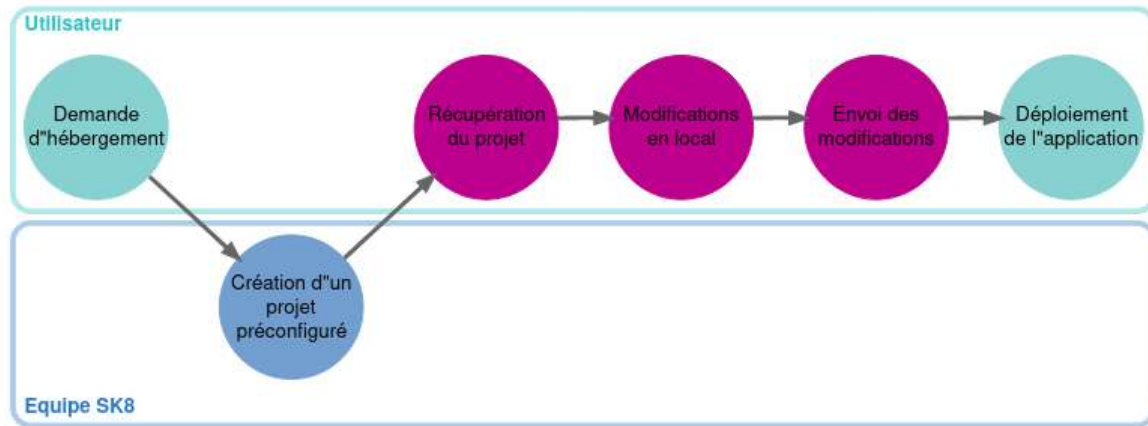 Utilisateur
Demande
d"hébergement
Récupération
du projet
Modifications
en local
Envoi des
modifications
Déploiement
de l"application
Création d"un
projet
préconfiguré
Equipe SK8